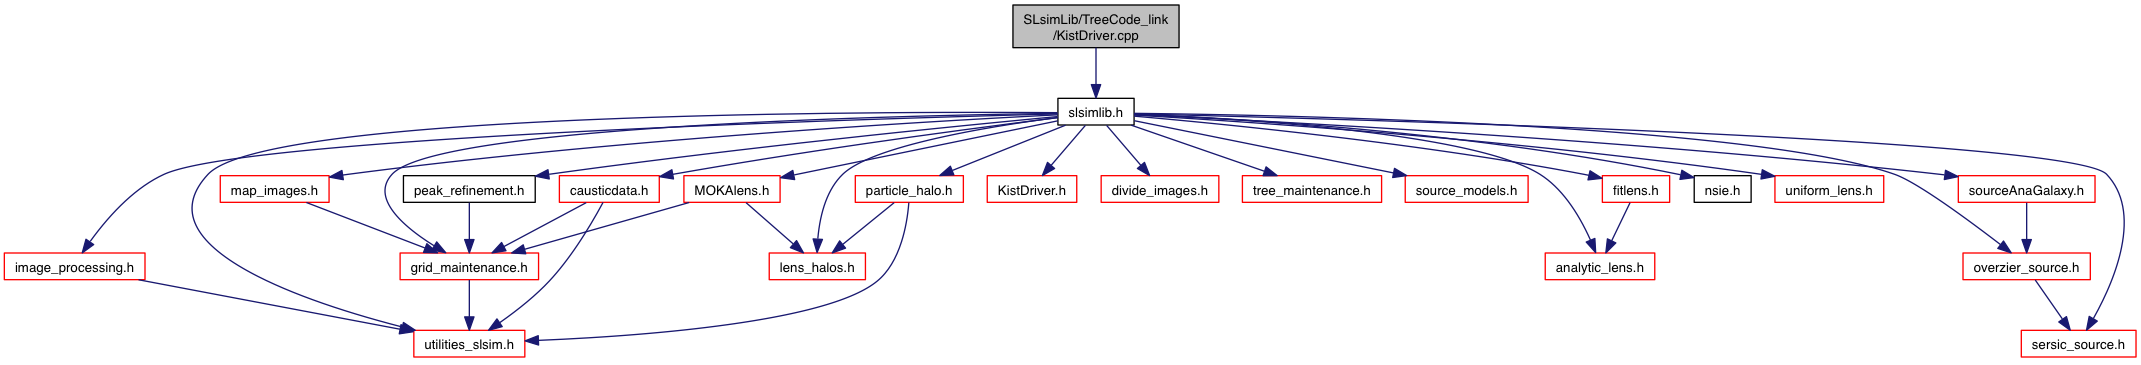 SLsimLib/TreeCode_link
/KistDriver.cpp
slsimlib.h
map_images.h
peak_refinement.h
causticdata.h
MOKAlens.h
particle_halo.h
KistDriver.h
divide_images.h
tree_maintenance.h
source_models.h
fitlens.h
nsie.h
uniform_lens.h
sourceAnaGalaxy.h
image_processing.h
grid_maintenance.h
lens_halos.h
analytic_lens.h
overzier_source.h
utilities_slsim.h
sersic_source.h